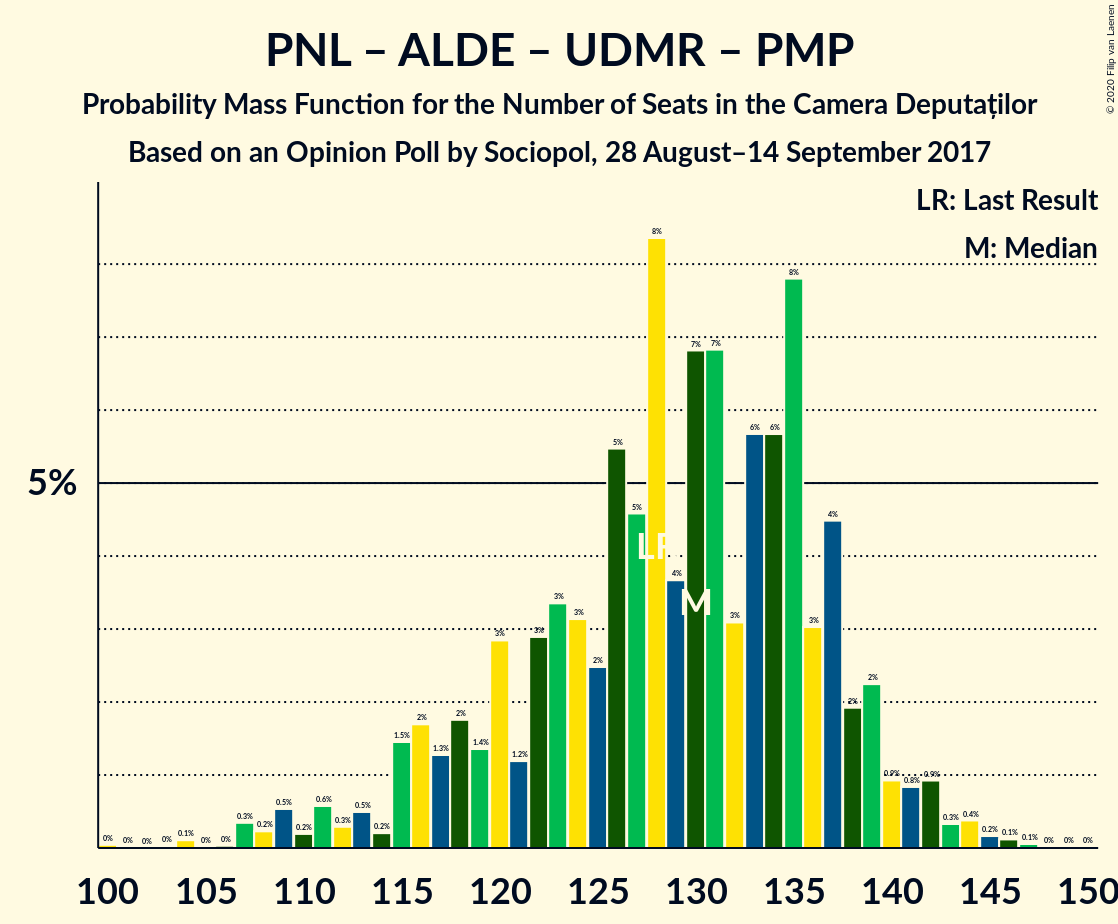 PNL – ALDE – UDMR – PMP
Probability Mass Function for the Number of Seats in the Camera Deputaților
Based on an Opinion Poll by Sociopol, 28 August–14 September 2017
© 2020 Filip van Laenen
LR: Last Result
M: Median
5%
0% 0% 0% 0% 0.1% 0% 0% 0.3% 0.2% 0.5% 0.2% 0.6% 0.3% 0.5% 0.2% 1.5% 2% 1.3% 2% 1.4% 3% 1.2% 3% 3% 3% 2% 5% 5% 8% 4% 7% 7% 3% 6% 6% 8% 3% 4% 2% 2% 0.9% 0.8% 0.9% 0.3% 0.4% 0.2% 0.1% 0.1% 0% 0% 0%
LR
M
100 105 110 115 120 125 130 135 140 145 150